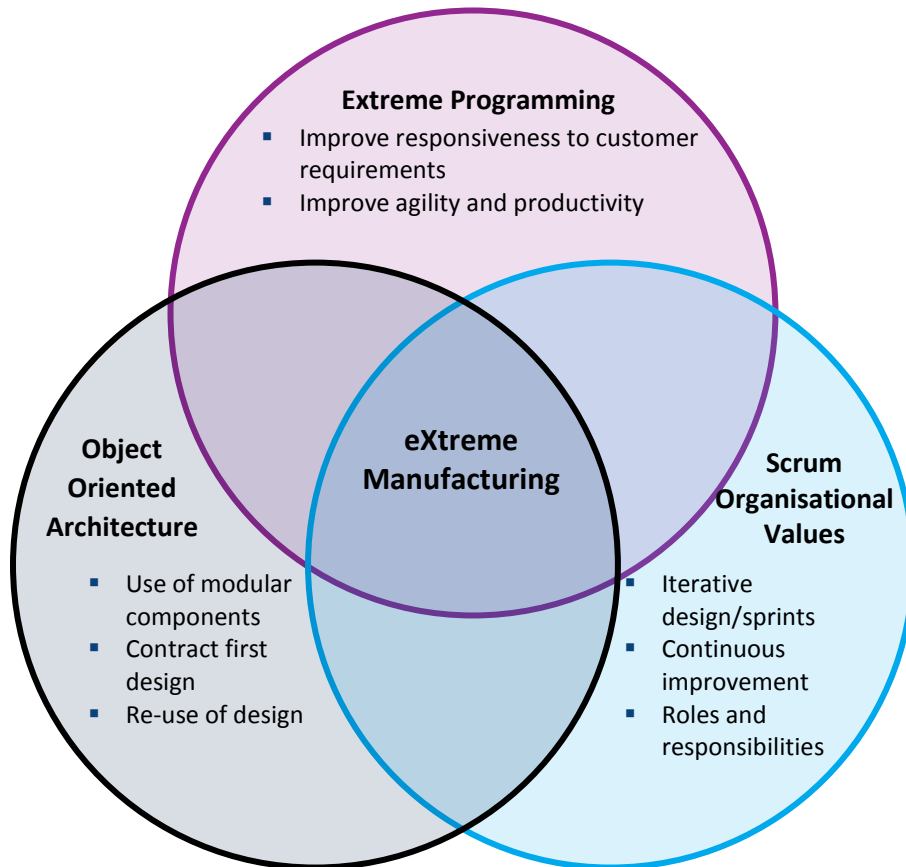 Extreme Programming
▪ Improve responsiveness to customer
requirements
▪ Improve agility and productivity
eXtreme
Manufacturing
Object
Oriented
Architecture
▪ Use of modular
components
▪ Contract first
design
▪ Re-use of design
Scrum
Organisational
Values
▪ Iterative
design/sprints
▪ Continuous
improvement
▪ Roles and
responsibilities